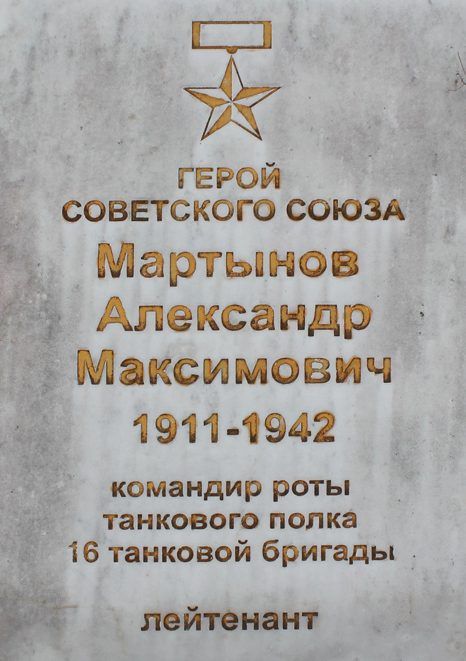 ГЕРОЙ
СОВЕТСКОГО СОЮЗА
Мартынов
Александр
Максимович
1911-1942
командир роты
танкового полка
16 танковой бригады
лейтенант